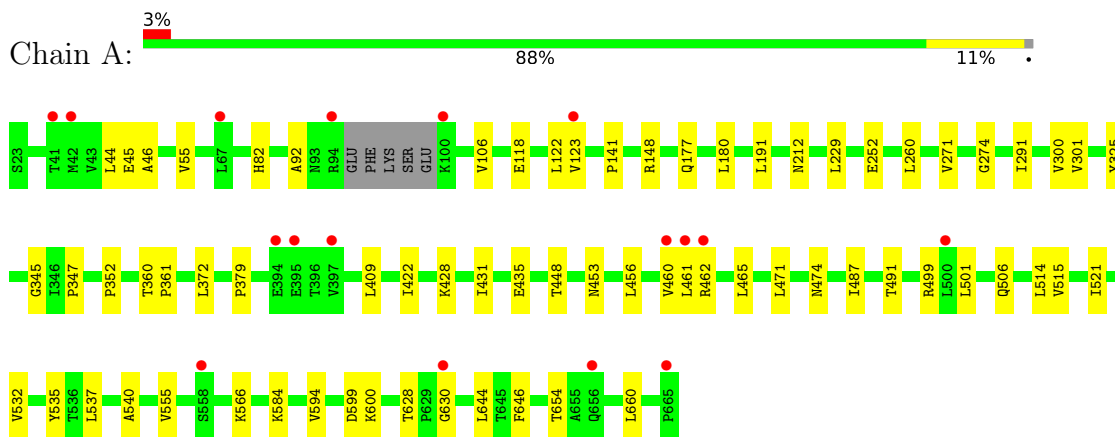 3%
Chain A:
88% 11% •
S23 T41 M42 V43 L44 E45 A46 V55 L67 H82 A92 N93 R94 GLU PHE LYS SER GLU K100 V106 E118 L122 V123 P141 R148 Q177 L180 L191 N212 L229 E252 L260 V271 G274 I291 V300 V301
G345 I346 P347 P352 T360 P361 L372 P379 E394 E395 T396 V397 L409 I422 K428 I431 E435 T448 N453 L456 V460 L461 R462 L465 L471 N474 I487 T491 R499 L500 L501 Q506 L514 V515 I521
V532 Y535 T536 L537 A540 V555 S558 K566 K584 V594 D599 K600 T628 P629 G630 L644 T645 F646 T654 A655 Q656 L660 P665